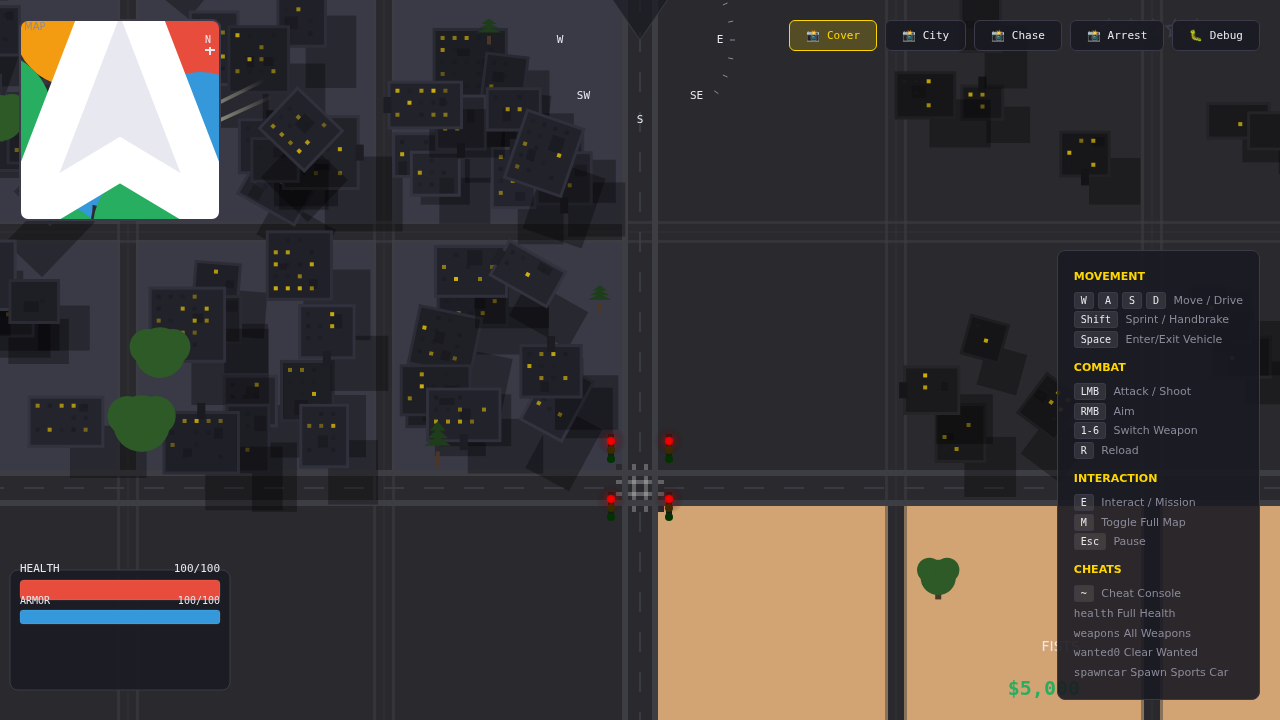 MAP
N
W
E
SW
SE
S
📸 Cover
📸 City
📸 Chase
📸 Arrest
🐛 Debug
MOVEMENT
W A S D Move / Drive
Shift Sprint / Handbrake
Space Enter/Exit Vehicle
COMBAT
LMB Attack / Shoot
RMB Aim
1-6 Switch Weapon
R Reload
INTERACTION
E Interact / Mission
M Toggle Full Map
Esc Pause
CHEATS
~ Cheat Console
health Full Health
weapons All Weapons
wanted0 Clear Wanted
spawncar Spawn Sports Car
HEALTH 100/100
ARMOR 100/100
$5,000